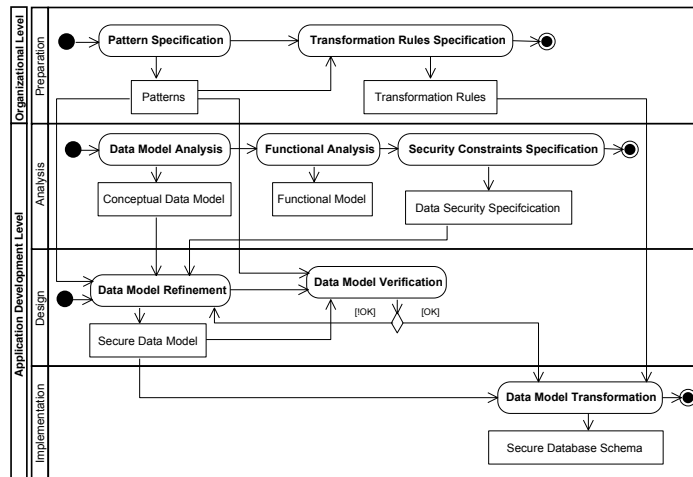 Organizational Level
Preparation
Pattern Specification
Transformation Rules Specification
Patterns
Transformation Rules
Application Development Level
Analysis
Data Model Analysis
Functional Analysis
Security Constraints Specification
Conceptual Data Model
Functional Model
Data Security Specifcication
Design
Data Model Refinement
Data Model Verification
[!OK]
[OK]
Secure Data Model
Implementation
Data Model Transformation
Secure Database Schema